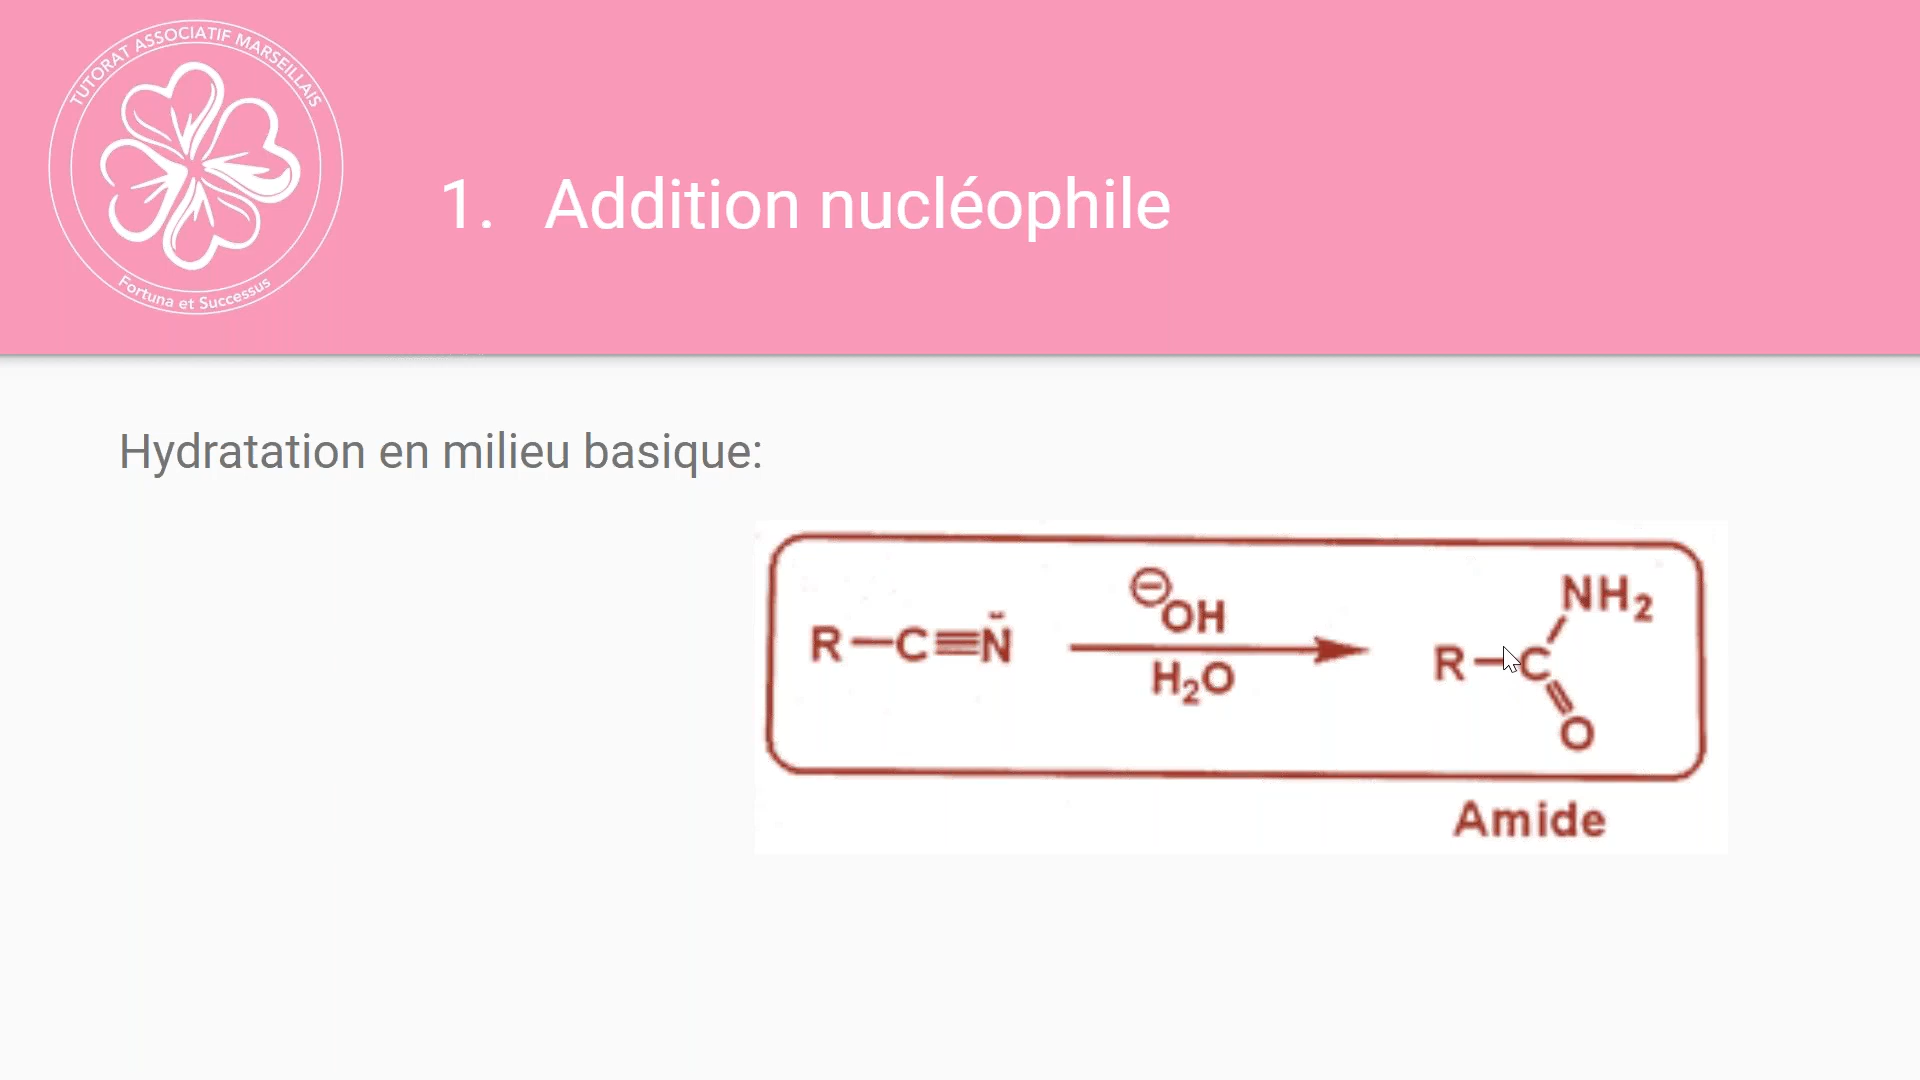 TUTORAT ASSOCIATIF MARSEILLAIS
Fortuna et Successus
1. Addition nucléophile
Hydratation en milieu basique:
R—C≡N̄
⊖OH
H₂O
NH₂
R—C
O
Amide